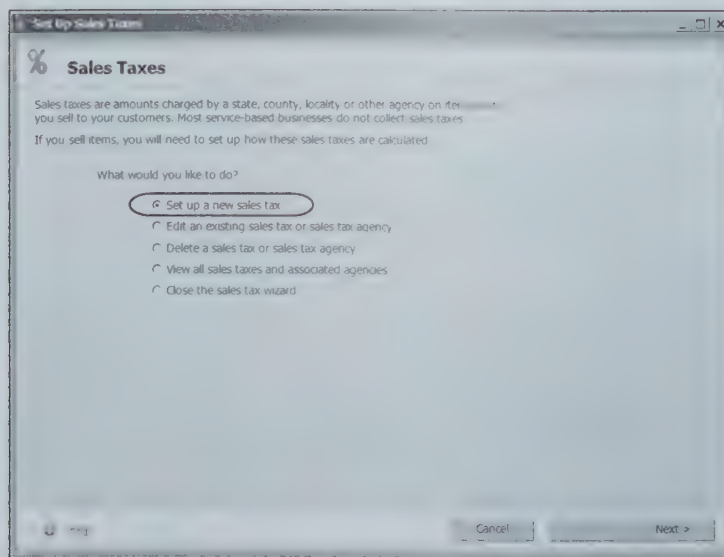 Set Up Sales Taxes
%
Sales Taxes
Sales taxes are amounts charged by a state, county, locality or other agency on
you sell to your customers. Most service-based businesses do not collect sales taxes
If you sell items, you will need to set up how these sales taxes are calculated
What would you like to do?
Set up a new sales tax
Edit an existing sales tax or sales tax agency
Delete a sales tax or sales tax agency
View all sales taxes and associated agencies
Close the sales tax wizard
Cancel
Next >